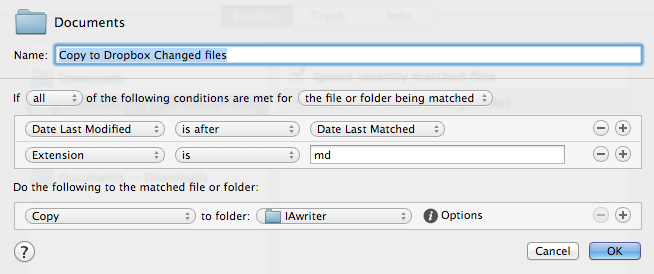 Documents
Name: Copy to Dropbox Changed files
If all of the following conditions are met for the file or folder being matched
Date Last Modified is after Date Last Matched
Extension is md
Do the following to the matched file or folder:
Copy to folder: IAwriter i Options
? Cancel OK